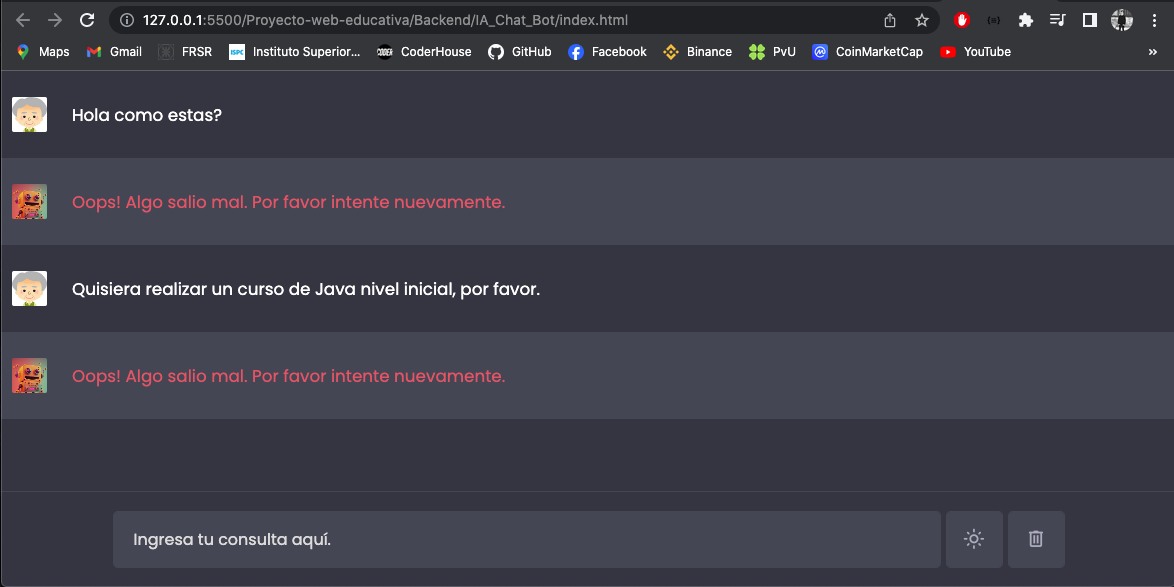 127.0.0.1:5500/Proyecto-web-educativa/Backend/IA_Chat_Bot/index.html
Maps Gmail FRSR ISPC Instituto Superior... CODER CoderHouse GitHub Facebook Binance PvU CoinMarketCap YouTube »
Hola como estas?
Oops! Algo salio mal. Por favor intente nuevamente.
Quisiera realizar un curso de Java nivel inicial, por favor.
Oops! Algo salio mal. Por favor intente nuevamente.
Ingresa tu consulta aquí.